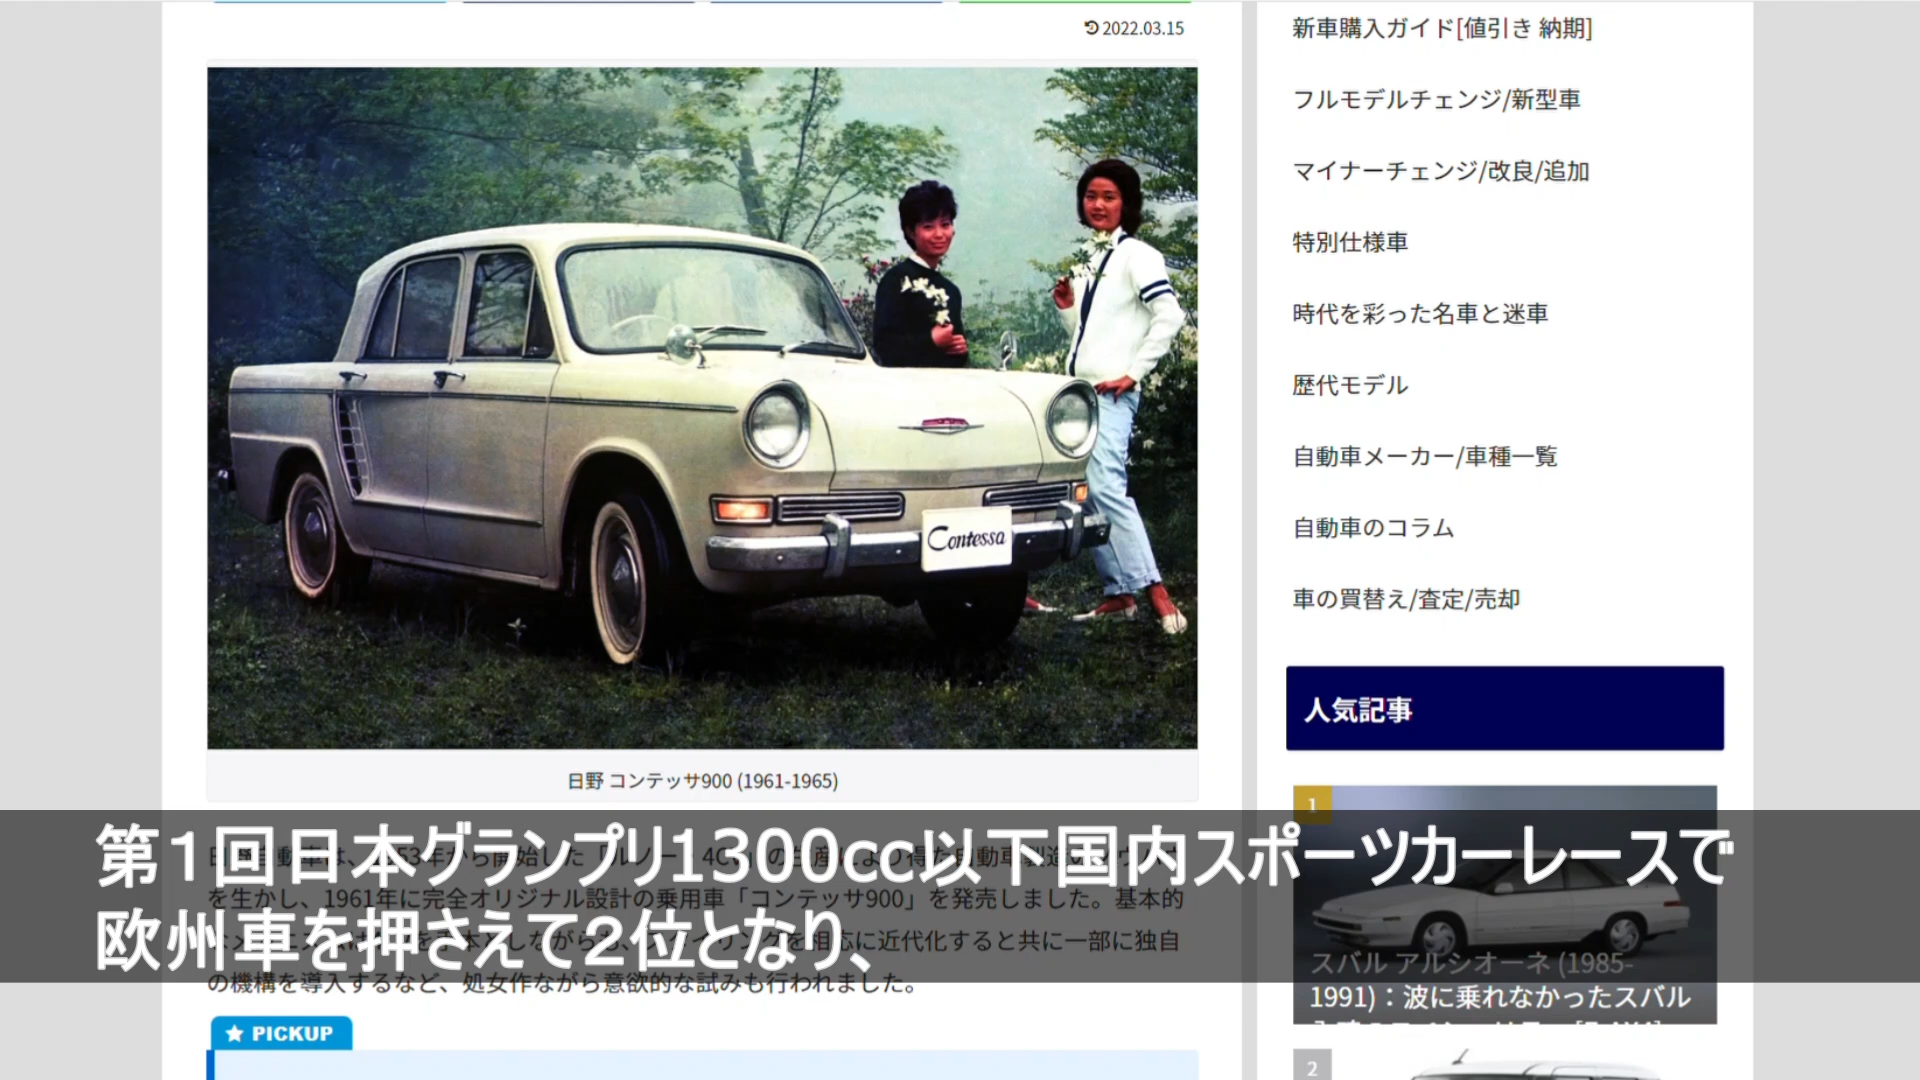 2022.03.15
Contessa
日野 コンテッサ900 (1961-1965)
第１回日本グランプリ1300cc以下国内スポーツカーレースで
欧州車を押さえて２位となり、
を生かし、1961年に完全オリジナル設計の乗用車「コンテッサ900」を発売しました。基本的
相応に近代化すると共に一部に独自
の機構を導入するなど、処女作ながら意欲的な試みも行われました。
PICKUP
新車購入ガイド[値引き 納期]
フルモデルチェンジ/新型車
マイナーチェンジ/改良/追加
特別仕様車
時代を彩った名車と迷車
歴代モデル
自動車メーカー/車種一覧
自動車のコラム
車の買替え/査定/売却
人気記事
1
スバル アルシオーネ (1985-
1991)：波に乗れなかったスバル
2